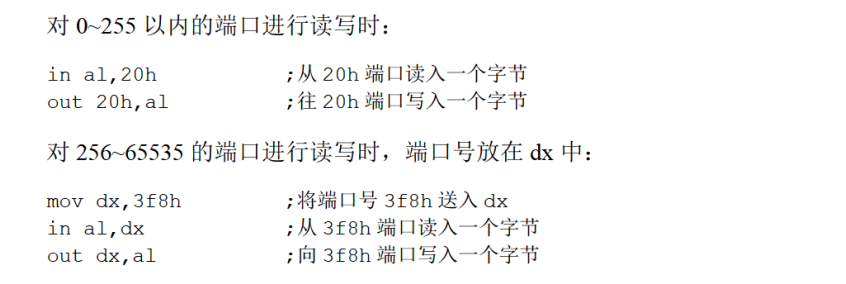 对 0~255 以内的端口进行读写时：
in al,20h ;从 20h 端口读入一个字节
out 20h,al ;往 20h 端口写入一个字节
对 256~65535 的端口进行读写时，端口号放在 dx 中：
mov dx,3f8h ;将端口号 3f8h 送入 dx
in al,dx ;从 3f8h 端口读入一个字节
out dx,al ;向 3f8h 端口写入一个字节